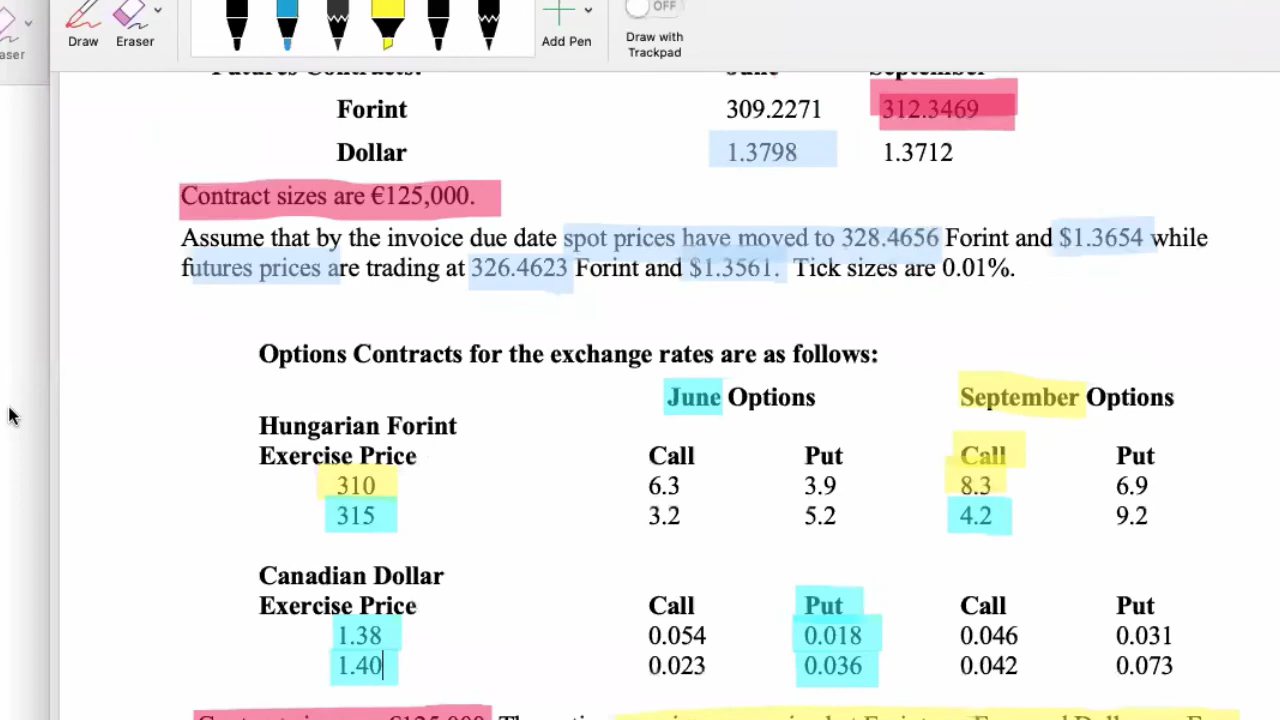 aser
Draw
Eraser
Add Pen
OFF
Draw with
Trackpad
Futures Contracts: June September
Forint 309.2271 312.3469
Dollar 1.3798 1.3712
Contract sizes are €125,000.
Assume that by the invoice due date spot prices have moved to 328.4656 Forint and $1.3654 while
futures prices are trading at 326.4623 Forint and $1.3561. Tick sizes are 0.01%.
Options Contracts for the exchange rates are as follows:
June Options September Options
Hungarian Forint
Exercise Price Call Put Call Put
310 6.3 3.9 8.3 6.9
315 3.2 5.2 4.2 9.2
Canadian Dollar
Exercise Price Call Put Call Put
1.38 0.054 0.018 0.046 0.031
1.40 0.023 0.036 0.042 0.073